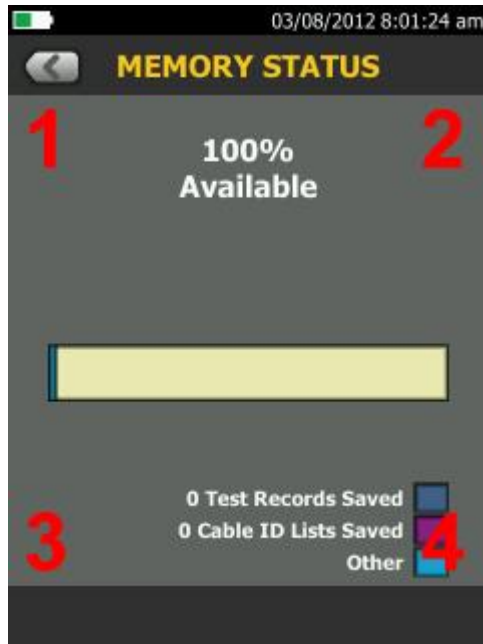 03/08/2012 8:01:24 am
MEMORY STATUS
1
2
100%
Available
0 Test Records Saved
0 Cable ID Lists Saved
Other
3
4